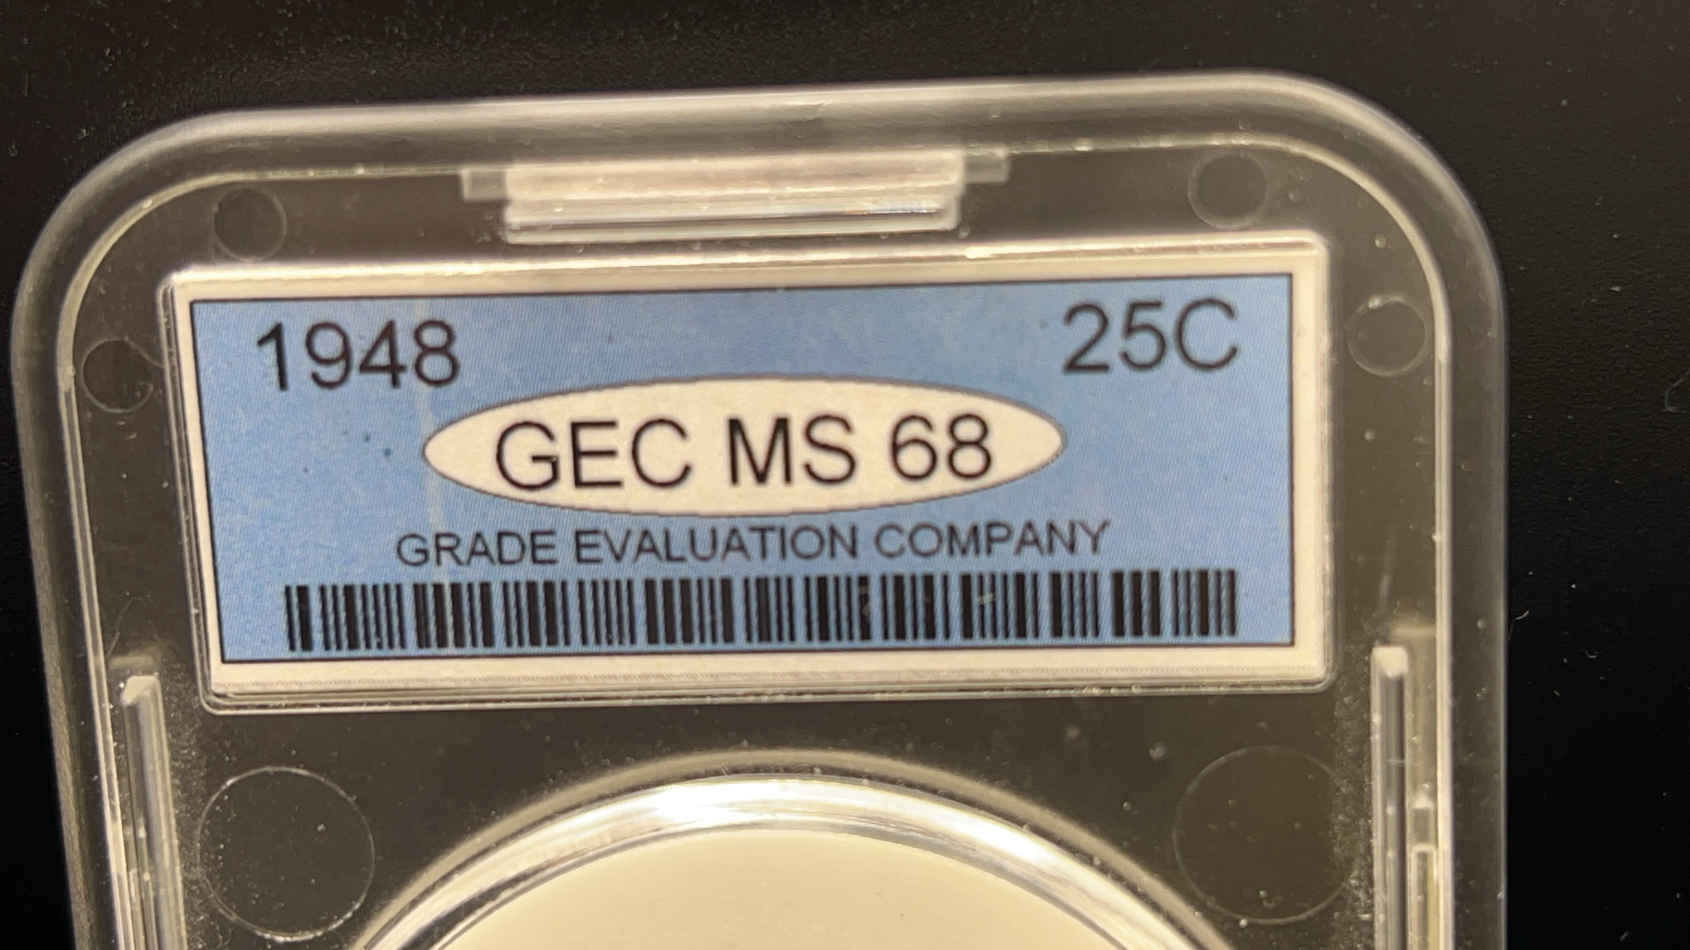 1948 25C
GEC MS 68
GRADE EVALUATION COMPANY